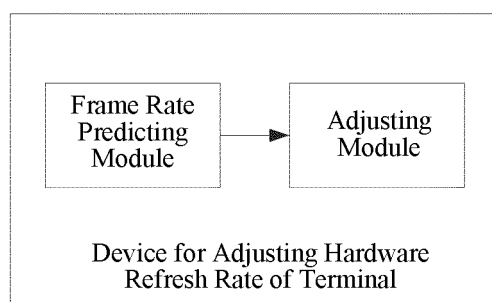 Frame Rate
Predicting
Module
Adjusting
Module
Device for Adjusting Hardware
Refresh Rate of Terminal